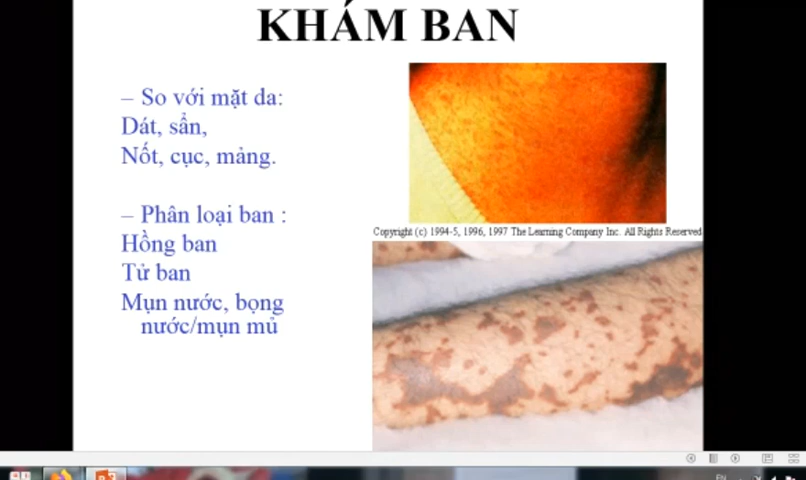 KHÁM BAN
– So với mặt da:
Dát, sẩn,
Nốt, cục, mảng.
– Phân loại ban :
Hồng ban
Tử ban
Mụn nước, bọng
nước/mụn mủ
Copyright (c) 1994-5, 1996, 1997 The Learning Company Inc. All Rights Reserved